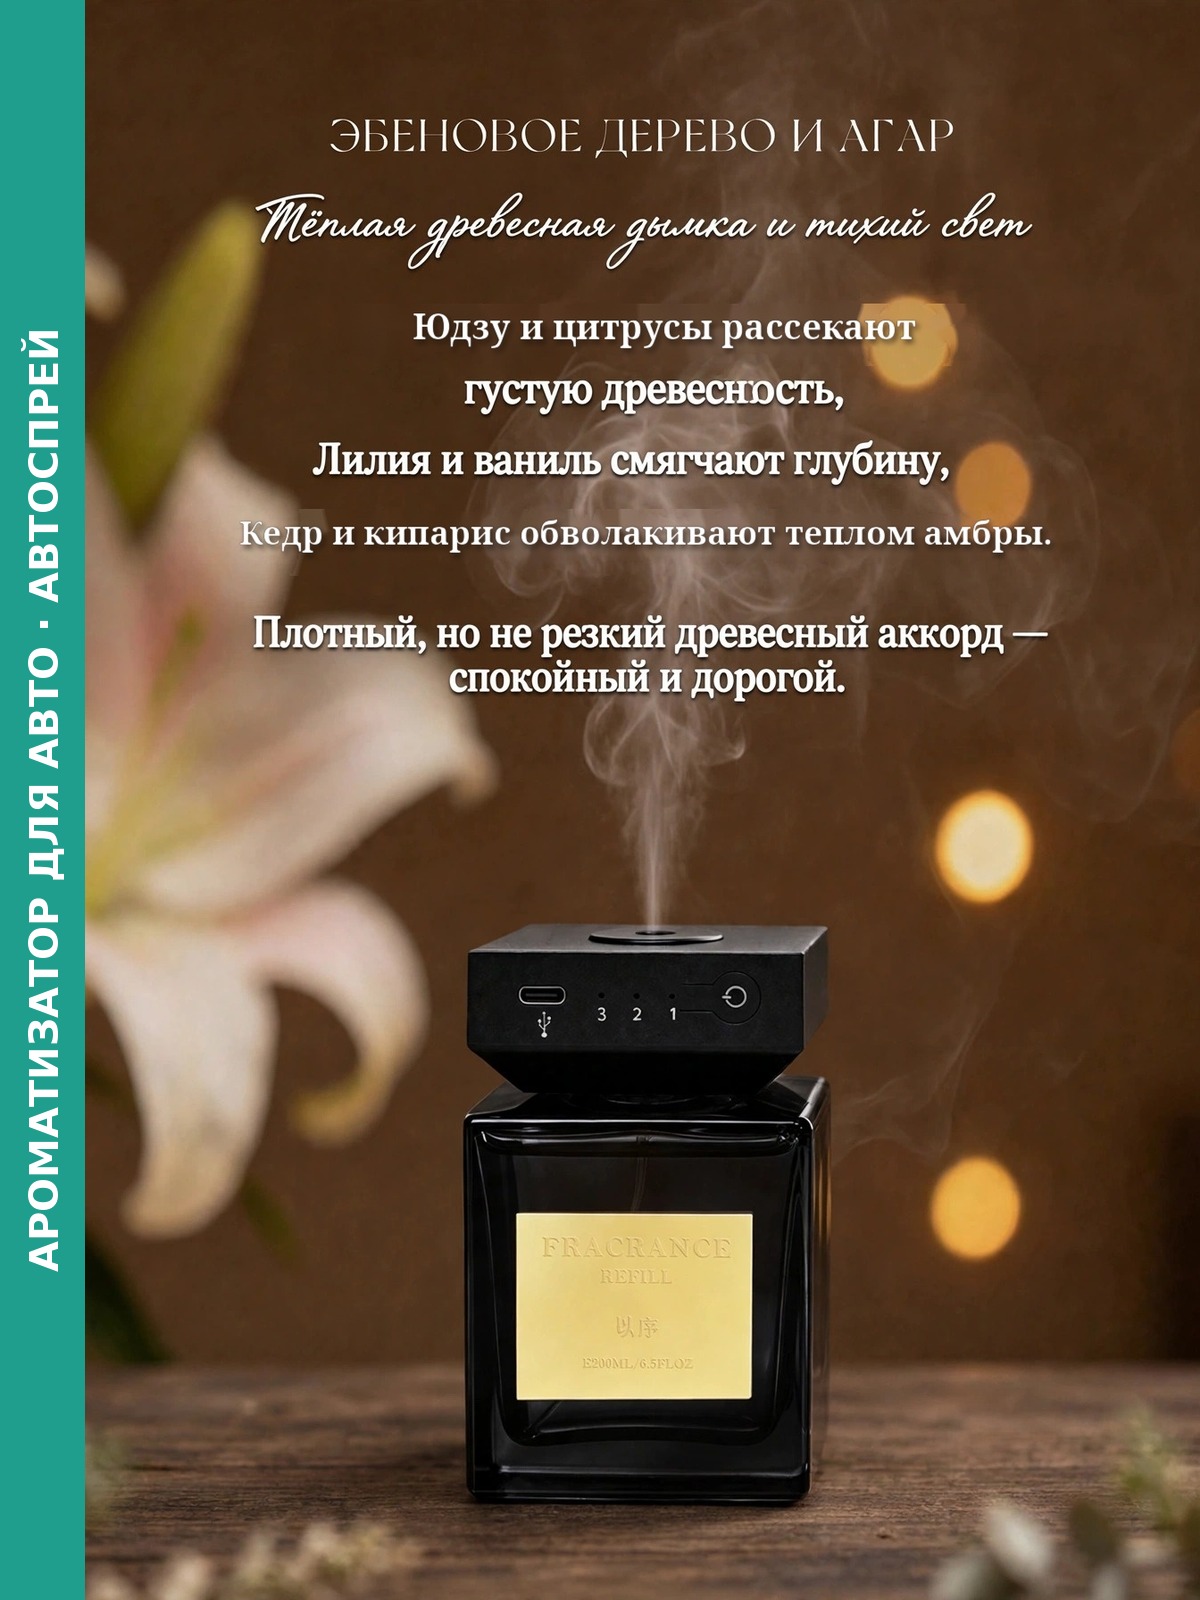 АРОМАТИЗАТОР ДЛЯ АВТО · АВТОСПРЕЙ
ЭБЕНОВОЕ ДЕРЕВО И АГАР
Тёплая древесная дымка и тихий свет
Юдзу и цитрусы рассекают
густую древесность,
Лилия и ваниль смягчают глубину,
Кедр и кипарис обволакивают теплом амбры.
Плотный, но не резкий древесный аккорд —
спокойный и дорогой.
3 2 1
FRAGRANCE
REFILL
以序
E200ML/6.5FLOZ